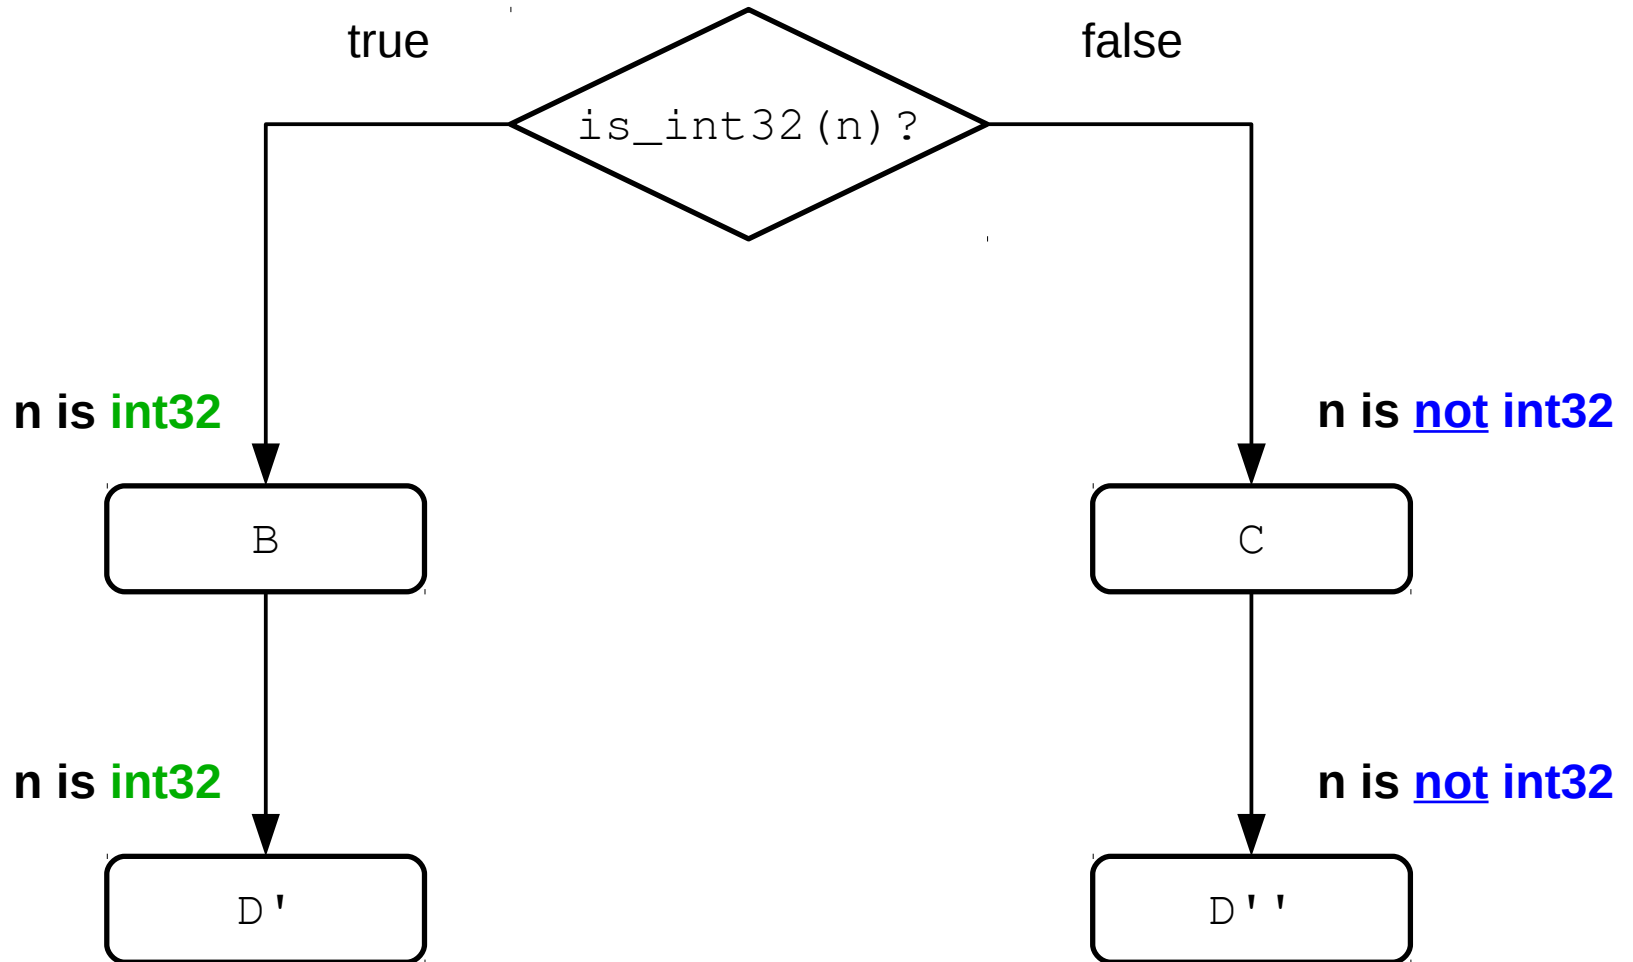 true
false
is_int32(n)?
n is int32
n is not int32
B
C
n is int32
n is not int32
D'
D''